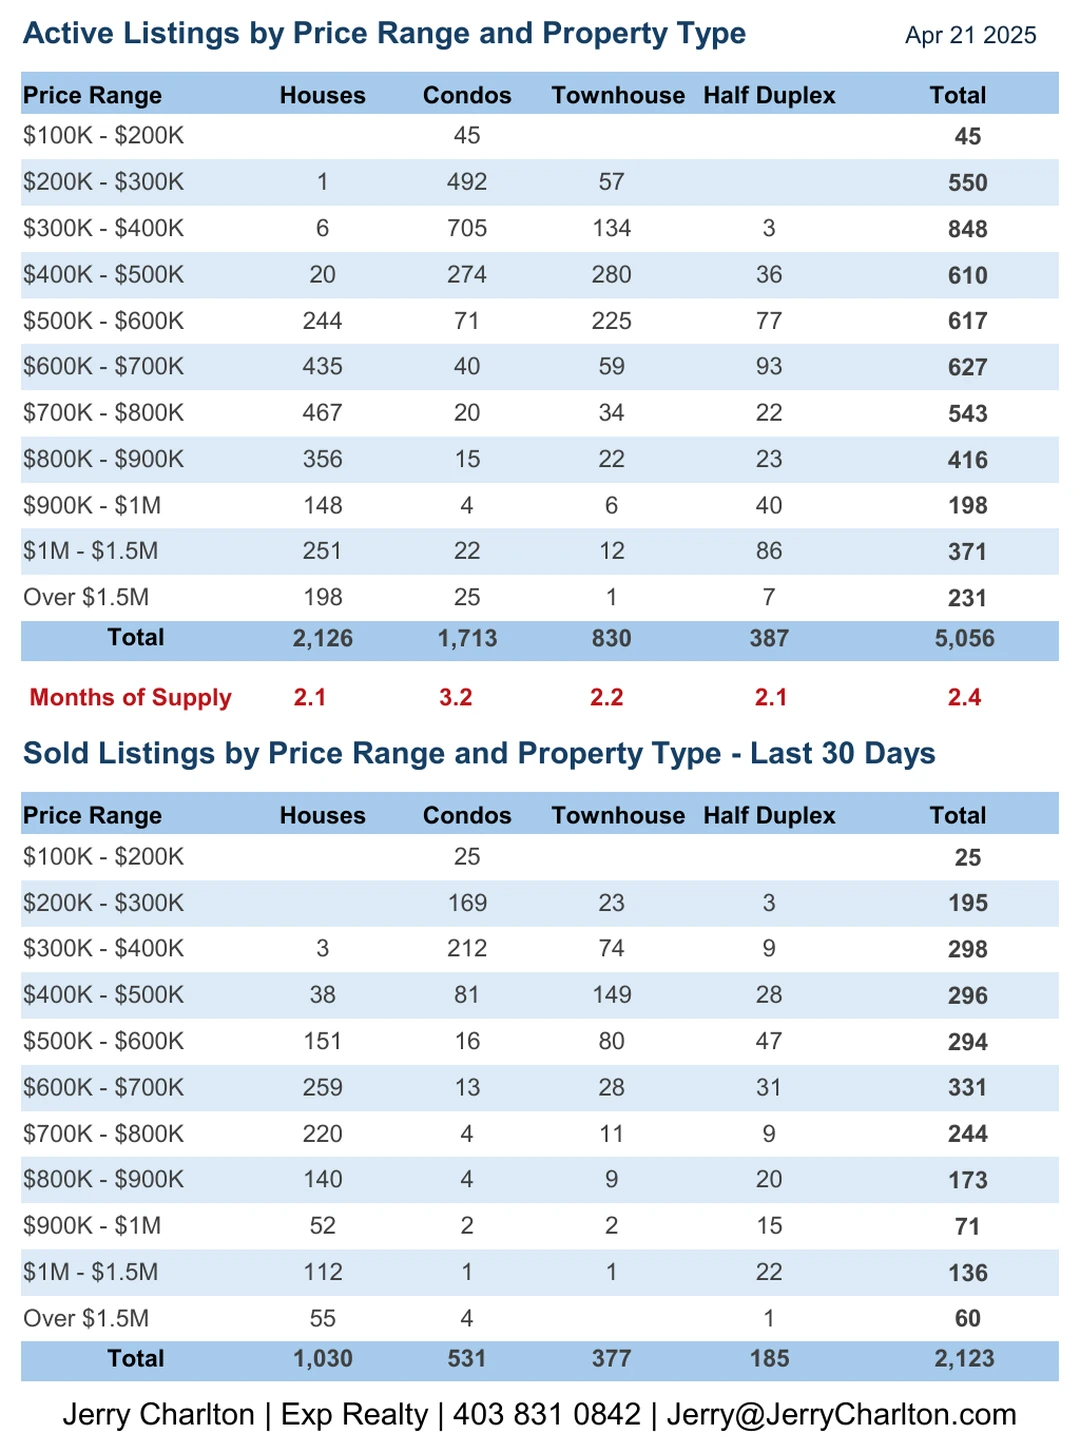 Active Listings by Price Range and Property Type Apr 21 2025
Price Range Houses Condos Townhouse Half Duplex Total
$100K - $200K 45 45
$200K - $300K 1 492 57 550
$300K - $400K 6 705 134 3 848
$400K - $500K 20 274 280 36 610
$500K - $600K 244 71 225 77 617
$600K - $700K 435 40 59 93 627
$700K - $800K 467 20 34 22 543
$800K - $900K 356 15 22 23 416
$900K - $1M 148 4 6 40 198
$1M - $1.5M 251 22 12 86 371
Over $1.5M 198 25 1 7 231
Total 2,126 1,713 830 387 5,056
Months of Supply 2.1 3.2 2.2 2.1 2.4
Sold Listings by Price Range and Property Type - Last 30 Days
Price Range Houses Condos Townhouse Half Duplex Total
$100K - $200K 25 25
$200K - $300K 169 23 3 195
$300K - $400K 3 212 74 9 298
$400K - $500K 38 81 149 28 296
$500K - $600K 151 16 80 47 294
$600K - $700K 259 13 28 31 331
$700K - $800K 220 4 11 9 244
$800K - $900K 140 4 9 20 173
$900K - $1M 52 2 2 15 71
$1M - $1.5M 112 1 1 22 136
Over $1.5M 55 4 1 60
Total 1,030 531 377 185 2,123
Jerry Charlton | Exp Realty | 403 831 0842 | Jerry@JerryCharlton.com